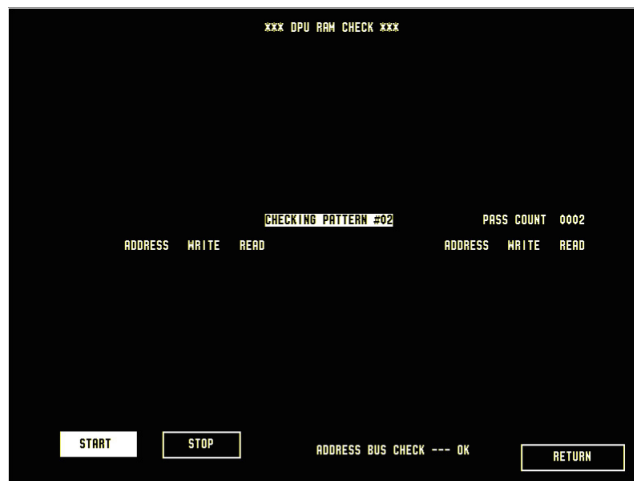 *** DPU RAM CHECK ***
CHECKING PATTERN #02 PASS COUNT 0002
ADDRESS WRITE READ ADDRESS WRITE READ
START STOP ADDRESS BUS CHECK --- OK RETURN